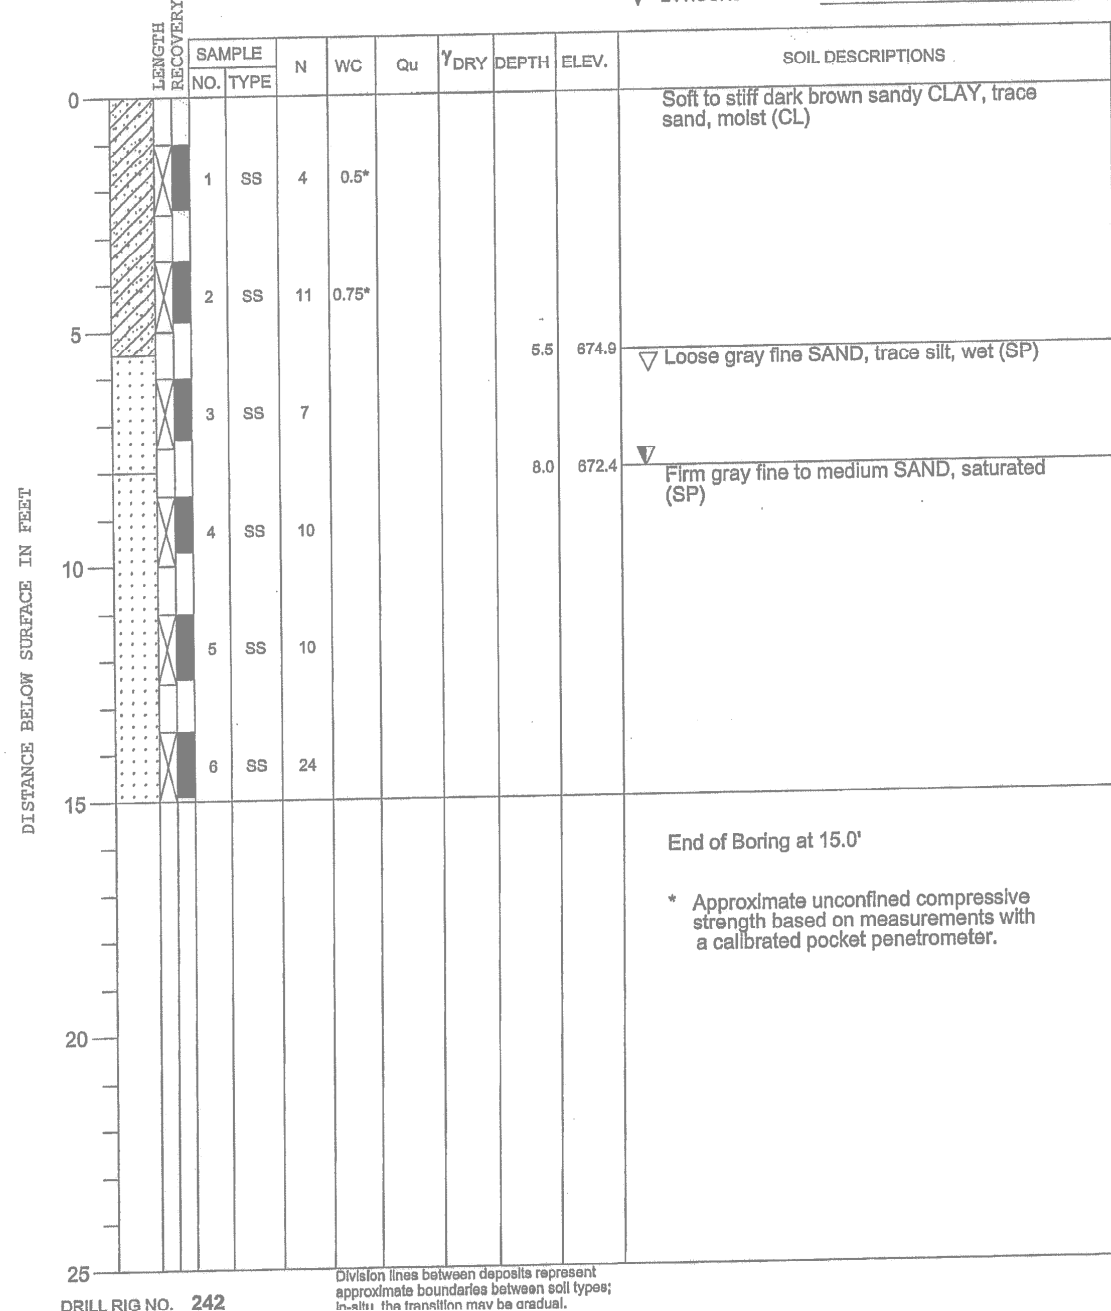 LENGTH
RECOVERY
SAMPLE
NO. TYPE N WC Qu γDRY DEPTH ELEV. SOIL DESCRIPTIONS
0
Soft to stiff dark brown sandy CLAY, trace
sand, moist (CL)
1 SS 4 0.5*
2 SS 11 0.75*
5
5.5 674.9 Loose gray fine SAND, trace silt, wet (SP)
3 SS 7
8.0 672.4
Firm gray fine to medium SAND, saturated
(SP)
4 SS 10
10
5 SS 10
6 SS 24
15
DISTANCE BELOW SURFACE IN FEET
End of Boring at 15.0'
* Approximate unconfined compressive
strength based on measurements with
a calibrated pocket penetrometer.
20
25
Division lines between deposits represent
approximate boundaries between soil types;
in-situ, the transition may be gradual.
DRILL RIG NO. 242